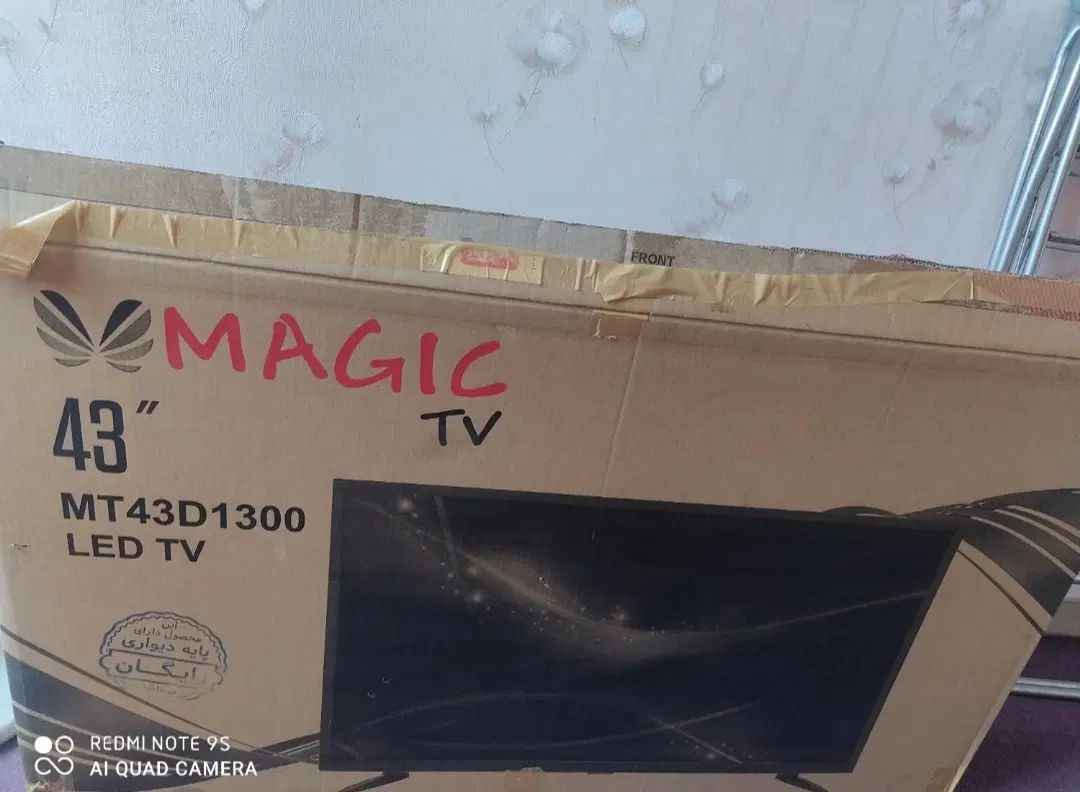 FRONT
MAGIC
TV
43"
MT43D1300
LED TV
این
محصول دارای
پایه دیواری
رایگان
میباشد
REDMI NOTE 9S
AI QUAD CAMERA